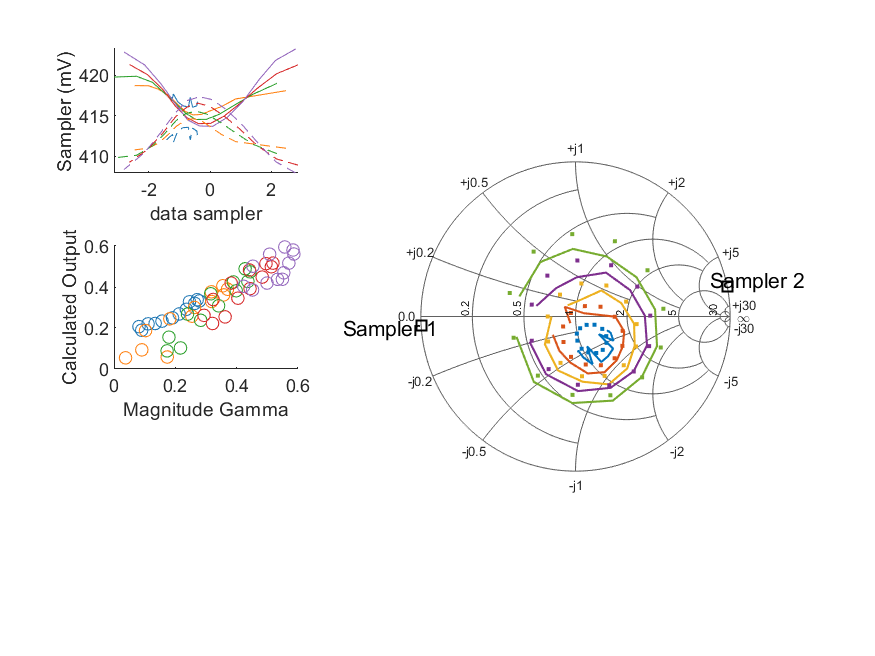 Sampler (mV)
420
415
410
-2
0
2
data sampler
Calculated Output
0.6
0.4
0.2
0
0
0.2
0.4
0.6
Magnitude Gamma
+j1
+j0.5
+j2
+j0.2
+j5
Sampler 2
0.0
0.2
0.5
1
2
5
30
+j30
∞
-j30
Sampler 1
-j0.2
-j5
-j0.5
-j2
-j1